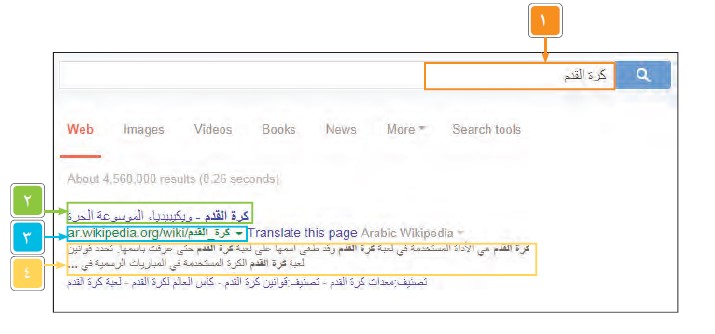 ١
كرة القدم
Web Images Videos Books News More Search tools
About 4,560,000 results (0.26 seconds)
٢
كرة القدم - ويكيبيديا، الموسوعة الحرة
٣
ar.wikipedia.org/wiki/كرة_القدم Translate this page Arabic Wikipedia
٤
كرة القدم هي الأداة المستخدمة في لعبة كرة القدم وقد طغى اسمها على لعبة كرة القدم حتى عرفت باسمها. تحدد قوانين
لعبة كرة القدم الكرة المستخدمة في المباريات الرسمية في ...
تصنيف:معدات كرة القدم - تصنيف:قوانين كرة القدم - كأس العالم لكرة القدم - لعبة كرة القدم